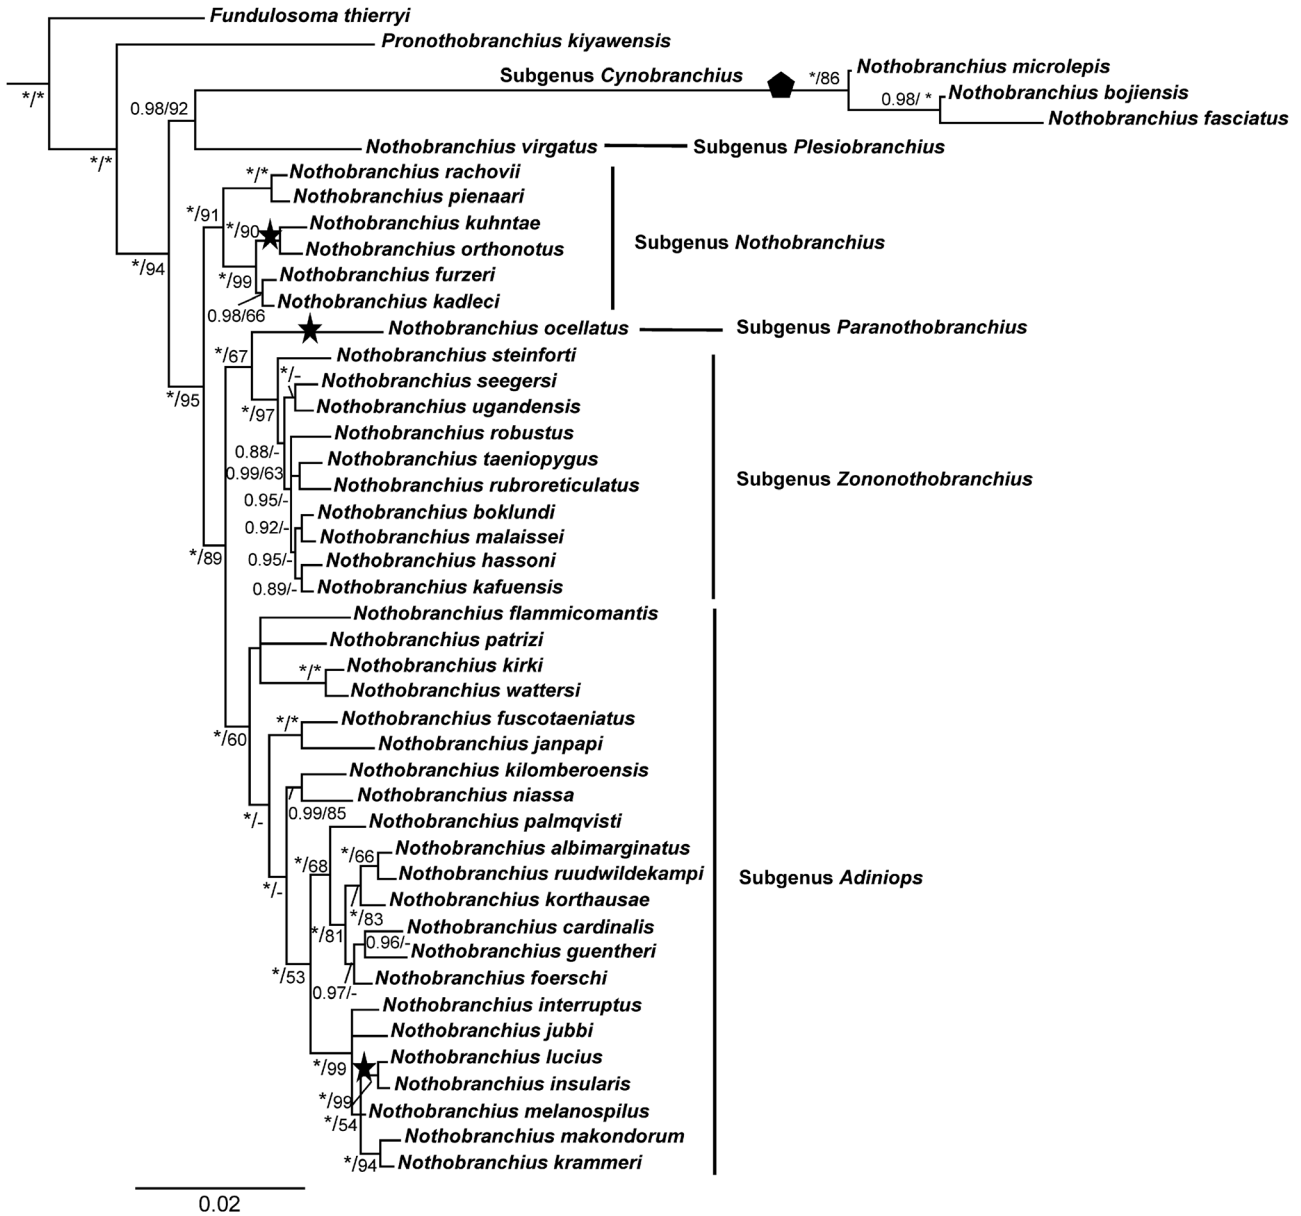 Fundulosoma thierryi
Pronothobranchius kiyawensis
*/*
Subgenus Cynobranchius
*/86
Nothobranchius microlepis
0.98/ *
Nothobranchius bojiensis
Nothobranchius fasciatus
0.98/92
*/*
Nothobranchius virgatus
Subgenus Plesiobranchius
*/*
Nothobranchius rachovii
Nothobranchius pienaari
*/91
*/90
Nothobranchius kuhntae
Nothobranchius orthonotus
Subgenus Nothobranchius
*/94
*/99
Nothobranchius furzeri
Nothobranchius kadleci
0.98/66
Nothobranchius ocellatus
Subgenus Paranothobranchius
*/67
Nothobranchius steinforti
*/-
Nothobranchius seegersi
*/95
*/97
Nothobranchius ugandensis
Nothobranchius robustus
0.88/-
Nothobranchius taeniopygus
0.99/63
Nothobranchius rubroreticulatus
Subgenus Zononothobranchius
0.95/-
Nothobranchius boklundi
0.92/-
Nothobranchius malaissei
*/89
0.95/-
Nothobranchius hassoni
0.89/-
Nothobranchius kafuensis
Nothobranchius flammicomantis
Nothobranchius patrizi
*/*
Nothobranchius kirki
Nothobranchius wattersi
*/60
*/*
Nothobranchius fuscotaeniatus
Nothobranchius janpapi
Nothobranchius kilomberoensis
Nothobranchius niassa
0.99/85
*/-
Nothobranchius palmqvisti
*/66
Nothobranchius albimarginatus
*/68
Nothobranchius ruudwildekampi
Subgenus Adiniops
*/-
Nothobranchius korthausae
*/83
*/81
Nothobranchius cardinalis
0.96/-
Nothobranchius guentheri
*/53
Nothobranchius foerschi
0.97/-
Nothobranchius interruptus
Nothobranchius jubbi
Nothobranchius lucius
*/99
Nothobranchius insularis
*/99
Nothobranchius melanospilus
*/54
Nothobranchius makondorum
*/94
Nothobranchius krammeri
0.02